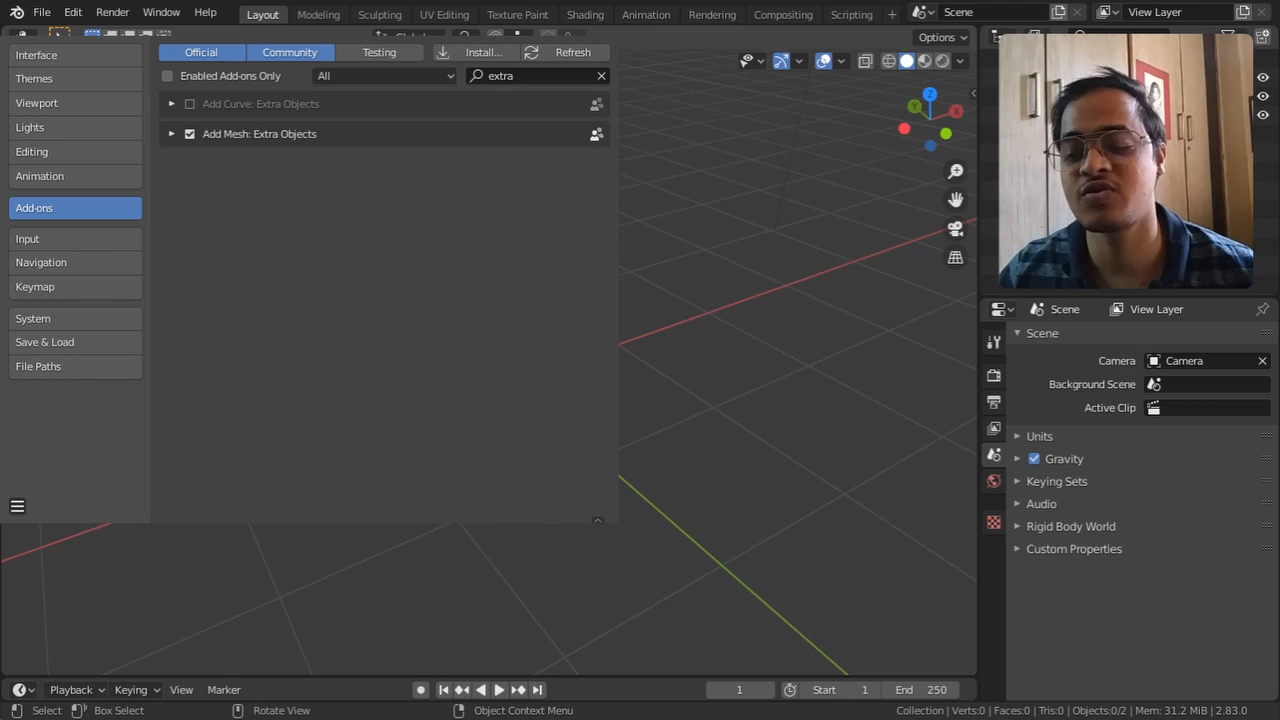 File Edit Render Window Help Layout Modeling Sculpting UV Editing Texture Paint Shading Animation Rendering Compositing Scripting + Scene View Layer
Options
Interface
Themes
Viewport
Lights
Editing
Animation
Add-ons
Input
Navigation
Keymap
System
Save & Load
File Paths
Official Community Testing Install... Refresh
Enabled Add-ons Only All extra
Add Curve: Extra Objects
Add Mesh: Extra Objects
Z
Y
X
Scene View Layer
Scene
Camera Camera
Background Scene
Active Clip
Units
Gravity
Keying Sets
Audio
Rigid Body World
Custom Properties
Playback Keying View Marker 1 Start 1 End 250
Select Box Select Rotate View Object Context Menu Collection | Verts:0 | Faces:0 | Tris:0 | Objects:0/2 | Mem: 31.2 MiB | 2.83.0